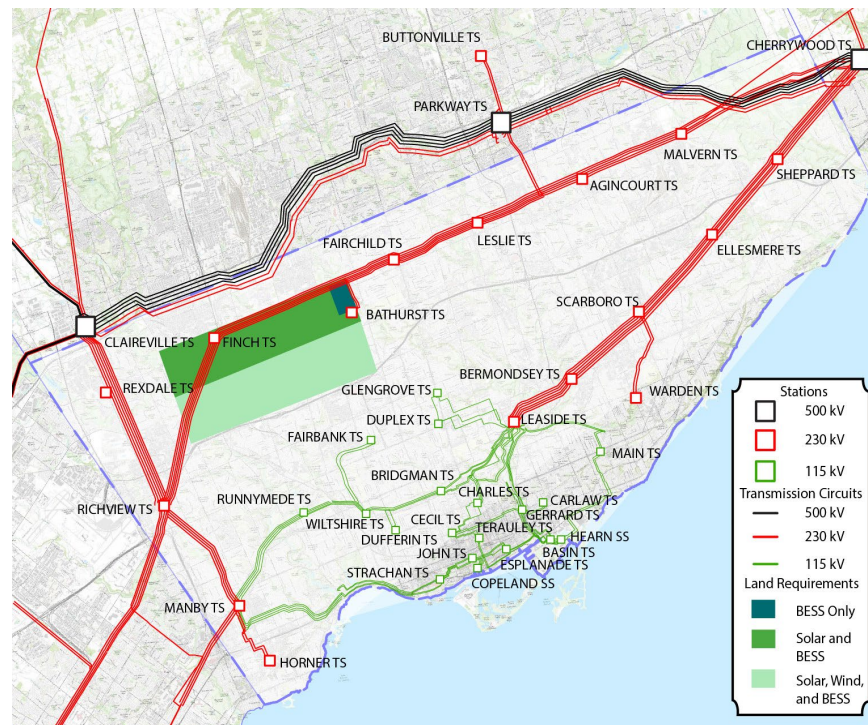 BUTTONVILLE TS
CHERRYWOOD TS
PARKWAY TS
MALVERN TS
SHEPPARD TS
AGINCOURT TS
LESLIE TS
FAIRCHILD TS
ELLESMERE TS
SCARBORO TS
BATHURST TS
CLAIREVILLE TS
FINCH TS
REXDALE TS
BERMONDSEY TS
GLENGROVE TS
WARDEN TS
DUPLEX TS
LEASIDE TS
FAIRBANK TS
MAIN TS
BRIDGMAN TS
RICHVIEW TS
RUNNYMEDE TS
CHARLES TS
CARLAW TS
WILTSHIRE TS
CECIL TS
GERRARD TS
TERAULEY TS
DUFFERIN TS
HEARN SS
JOHN TS
BASIN TS
ESPLANADE TS
STRACHAN TS
COPELAND SS
MANBY TS
HORNER TS
Stations
500 kV
230 kV
115 kV
Transmission Circuits
500 kV
230 kV
115 kV
Land Requirements
BESS Only
Solar and
BESS
Solar, Wind,
and BESS